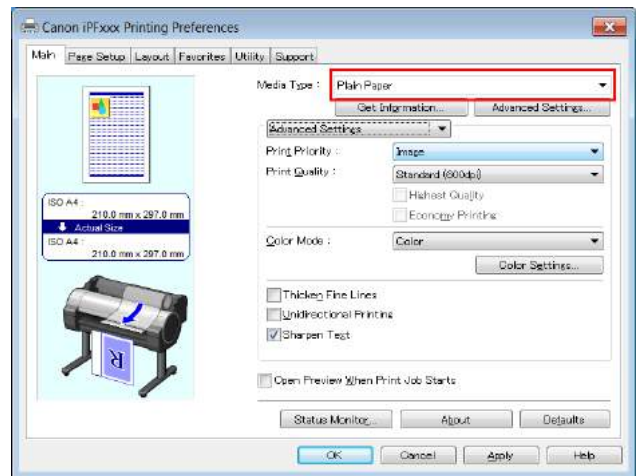 Canon iPFxxx Printing Preferences
Main Page Setup Layout Favorites Utility Support
Media Type : Plain Paper
Get Information... Advanced Settings...
Advanced Settings
Print Priority : Image
Print Quality : Standard (600dpi)
Highest Quality
Economy Printing
ISO A4 :
210.0 mm x 297.0 mm
Actual Size
ISO A4 :
210.0 mm x 297.0 mm
Color Mode : Color
Color Settings...
Thicken Fine Lines
Unidirectional Printing
Sharpen Text
R
Open Preview When Print Job Starts
Status Monitor... About Defaults
OK Cancel Apply Help